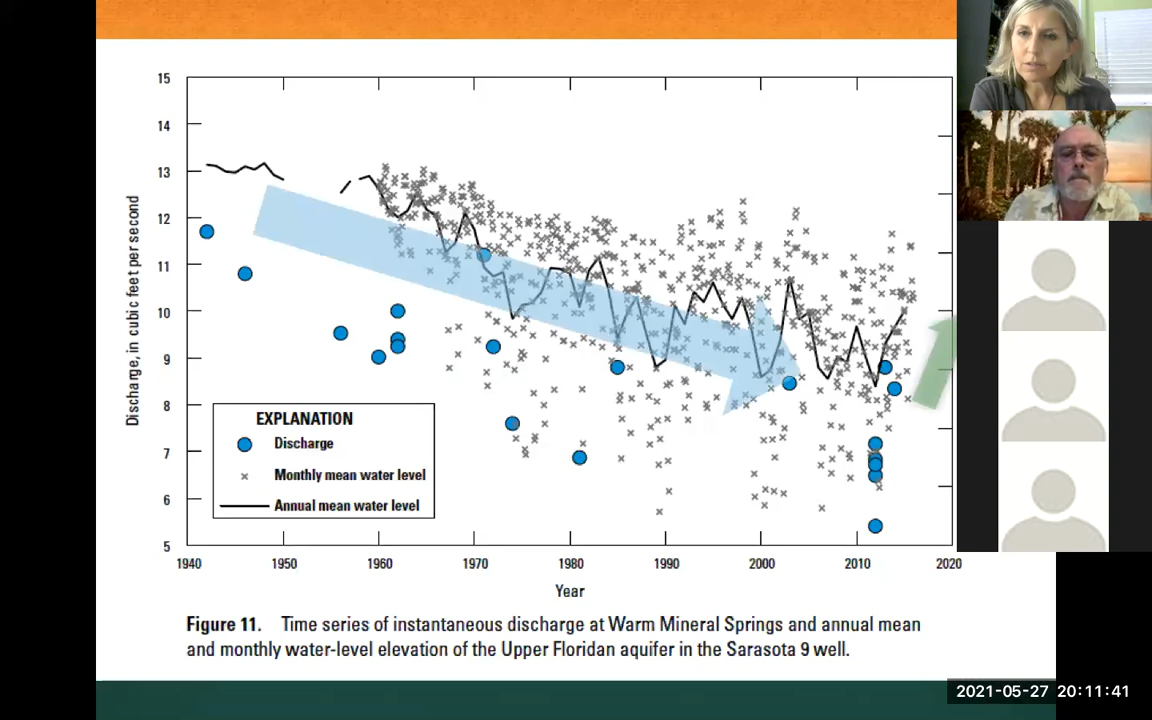 15
14
13
12
11
10
9
8
7
6
5
Discharge, in cubic feet per second
EXPLANATION
Discharge
Monthly mean water level
Annual mean water level
1940 1950 1960 1970 1980 1990 2000 2010 2020
Year
Figure 11. Time series of instantaneous discharge at Warm Mineral Springs and annual mean
and monthly water-level elevation of the Upper Floridan aquifer in the Sarasota 9 well.
2021-05-27 20:11:41